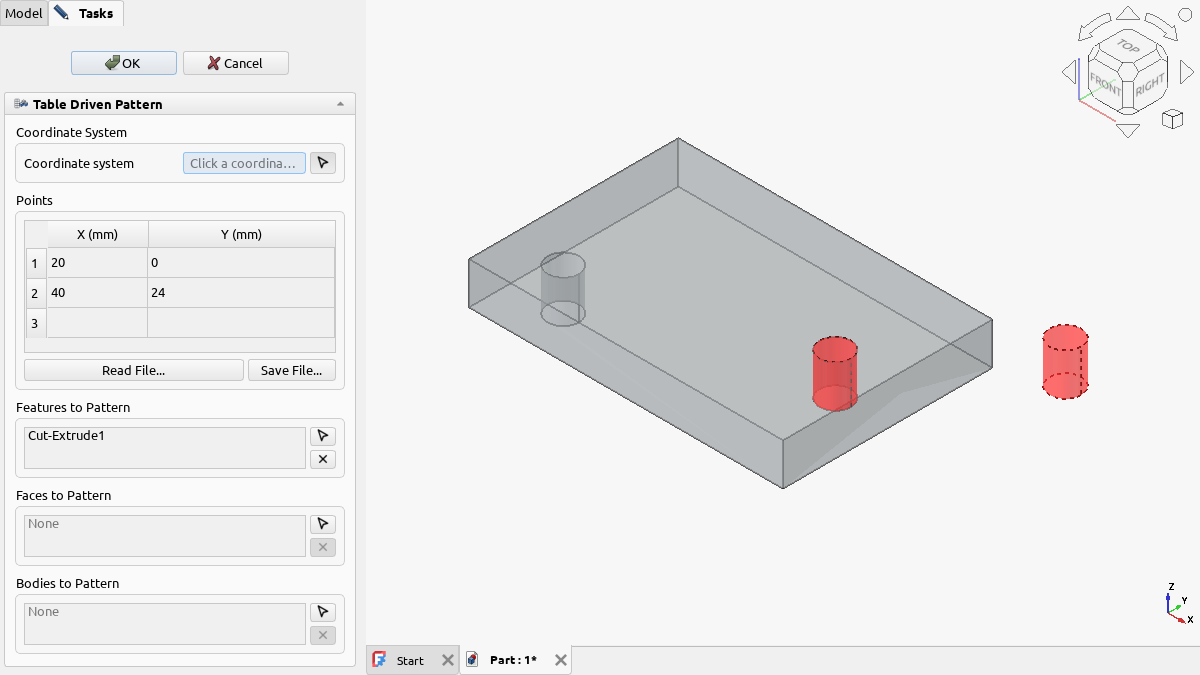 Model
Tasks
OK
Cancel
Table Driven Pattern
Coordinate System
Coordinate system
Click a coordina...
Points
X (mm)
Y (mm)
1
20
0
2
40
24
3
Read File...
Save File...
Features to Pattern
Cut-Extrude1
Faces to Pattern
None
Bodies to Pattern
None
TOP
FRONT
RIGHT
Z
Y
X
Start
Part : 1*